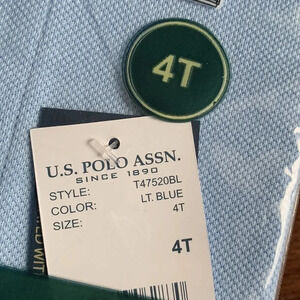 4T
U.S. POLO ASSN.
SINCE 1890
STYLE: T47520BL
COLOR: LT. BLUE
SIZE: 4T
4T